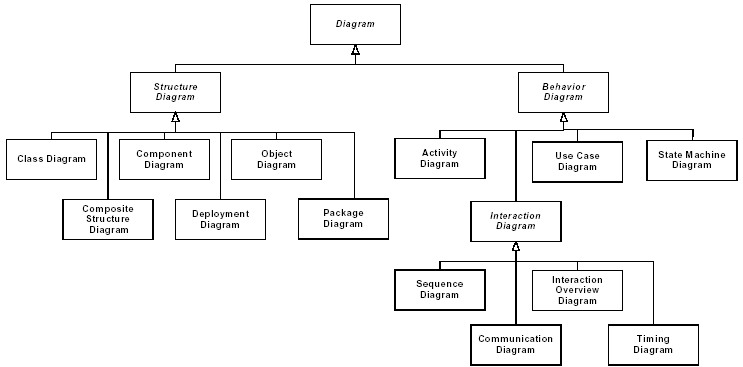 Diagram
Structure
Diagram
Behavior
Diagram
Class Diagram
Component
Diagram
Object
Diagram
Activity
Diagram
Use Case
Diagram
State Machine
Diagram
Composite
Structure
Diagram
Deployment
Diagram
Package
Diagram
Interaction
Diagram
Sequence
Diagram
Interaction
Overview
Diagram
Communication
Diagram
Timing
Diagram